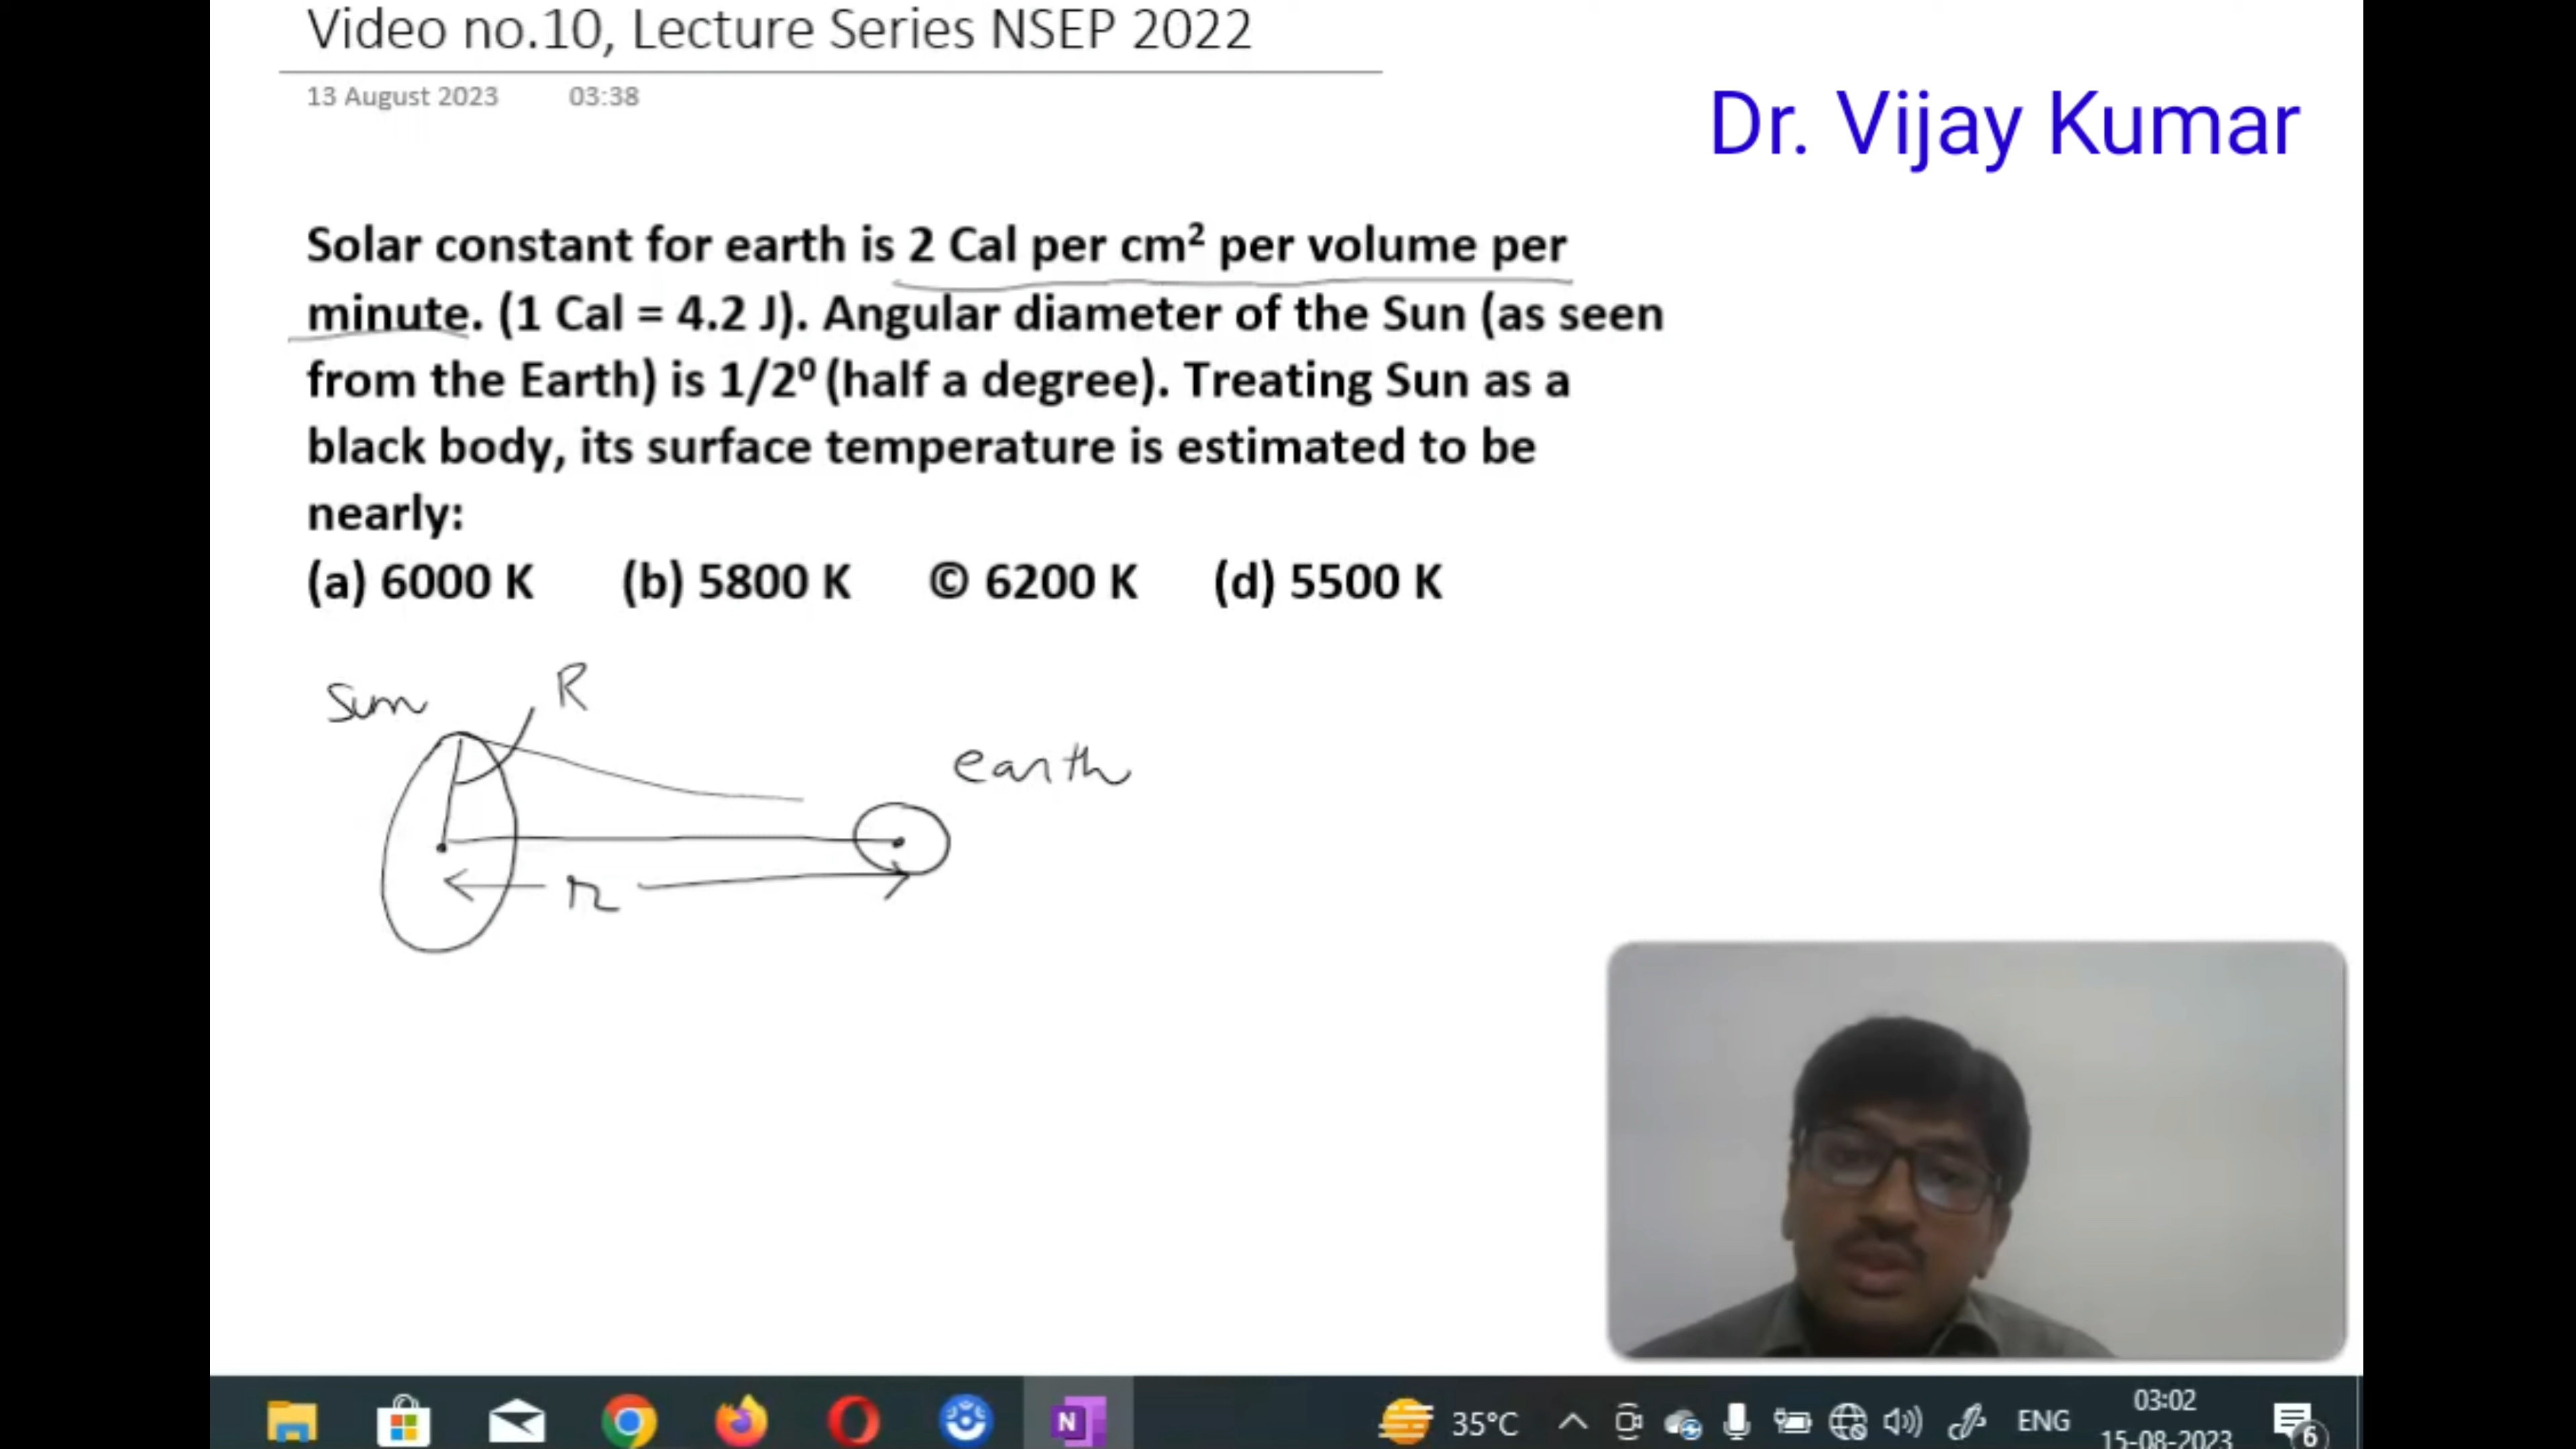 Video no.10, Lecture Series NSEP 2022
13 August 2023 03:38
Dr. Vijay Kumar
Solar constant for earth is 2 Cal per cm² per volume per
minute. (1 Cal = 4.2 J). Angular diameter of the Sun (as seen
from the Earth) is 1/2⁰ (half a degree). Treating Sun as a
black body, its surface temperature is estimated to be
nearly:
(a) 6000 K (b) 5800 K © 6200 K (d) 5500 K
Sun
R
earth
r
N
35°C
ENG
03:02
15-08-2023
6